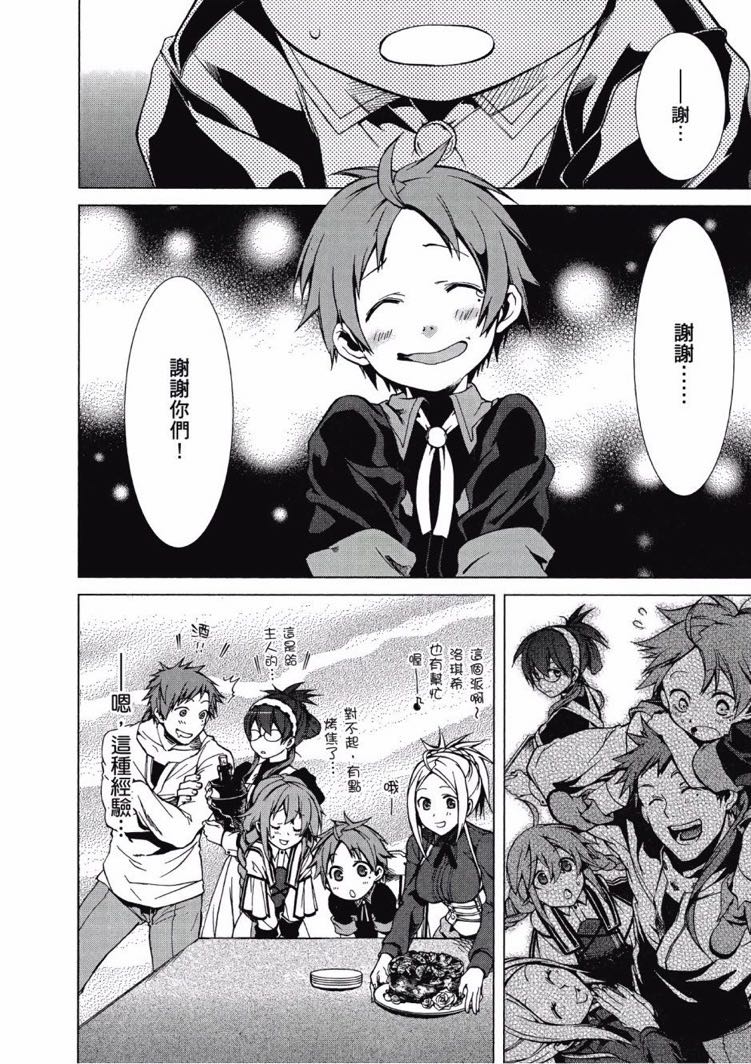 ——謝…
謝謝……
謝謝你們！
這個派啊～
洛琪希
也有幫忙
喔——
哦——
對不起，有點
烤焦了…
這是給
主人的…
酒!!
——嗯，這種經驗…